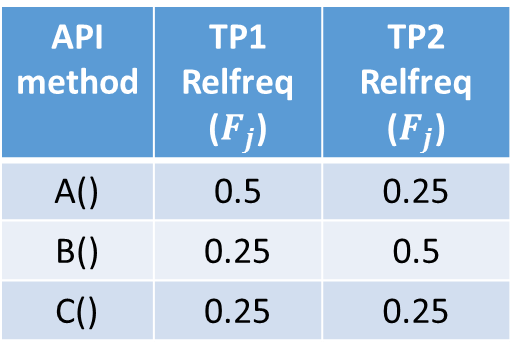 API method TP1 Relfreq (Fj) TP2 Relfreq (Fj)
A() 0.5 0.25
B() 0.25 0.5
C() 0.25 0.25